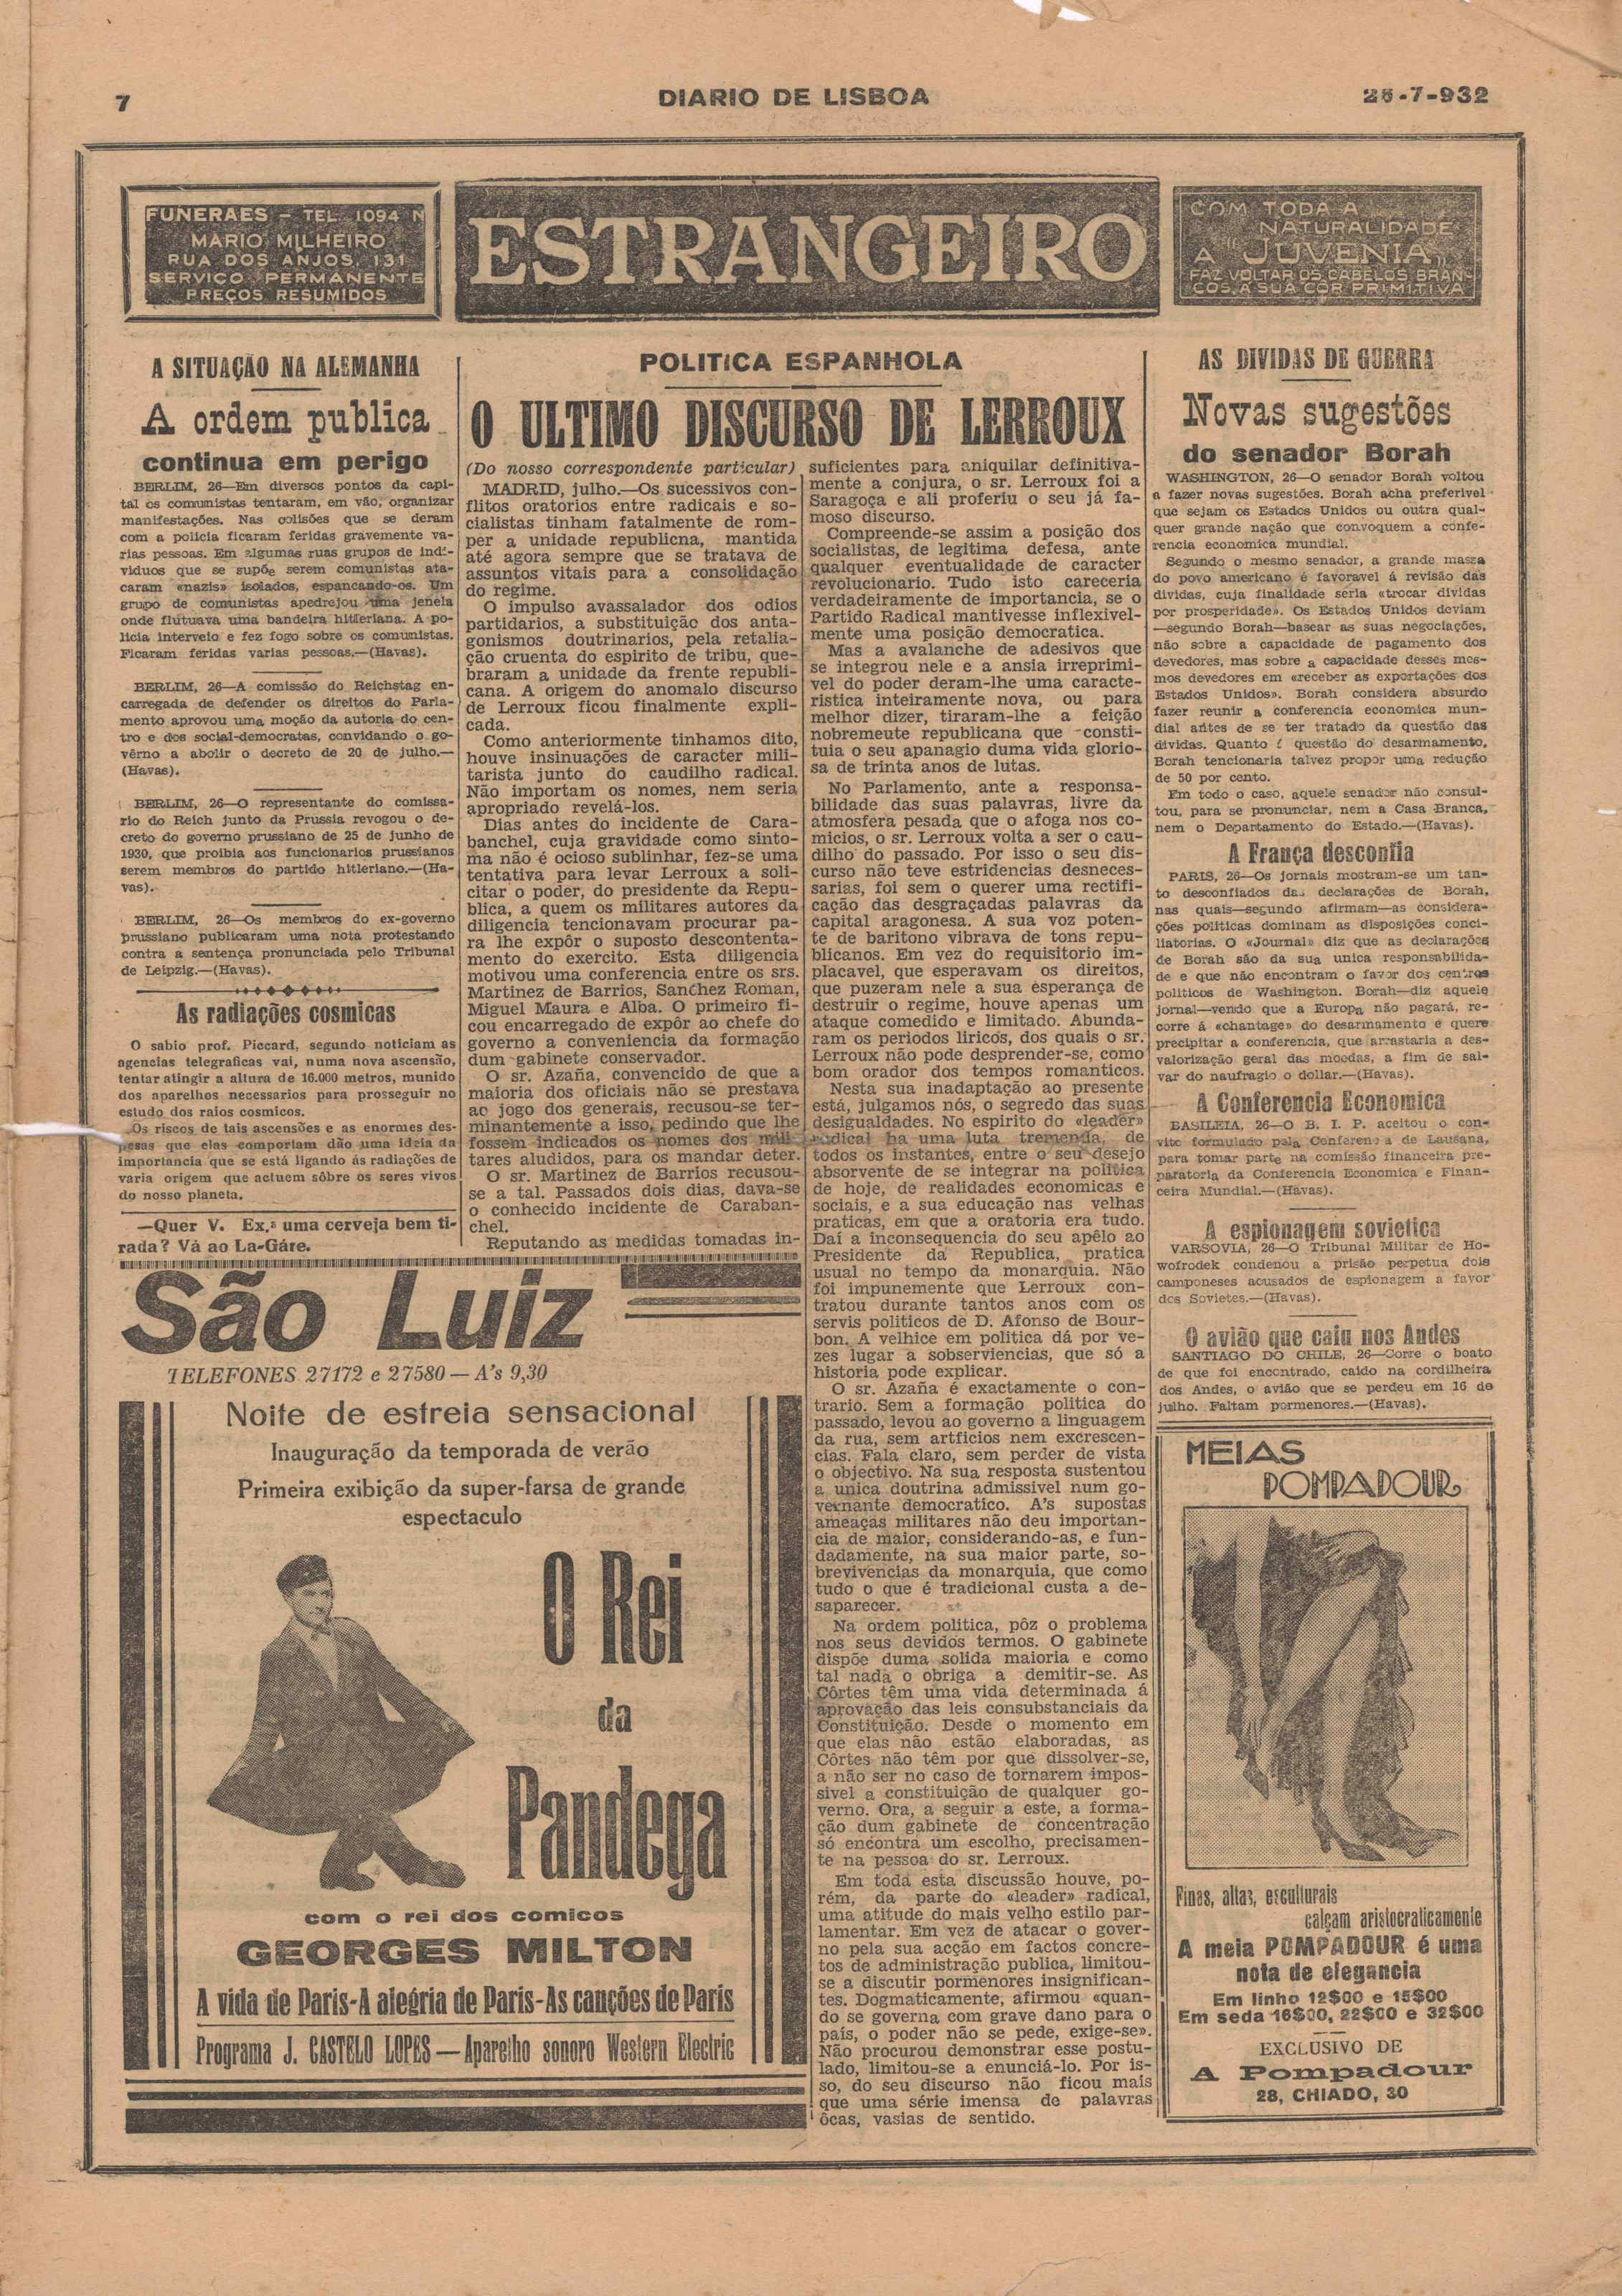 7
DIARIO DE LISBOA
26-7-932
FUNERAES - TEL. 1094 N
MARIO MILHEIRO
RUA DOS ANJOS, 131
SERVIÇO PERMANENTE
PREÇOS RESUMIDOS
ESTRANGEIRO
COM TODA A
NATURALIDADE
A "JUVENIA"
FAZ VOLTAR OS CABELOS BRAN-
COS A SUA COR PRIMITIVA
A SITUAÇÃO NA ALEMANHA
A ordem publica
continua em perigo
BERLIM, 26—Em diversos pontos da capi-
tal os comunistas tentaram, em vão, organizar
manifestações. Nas colisões que se deram
com a policia ficaram feridas gravemente va-
rias pessoas. Em algumas ruas grupos de indi-
viduos que se supõe serem comunistas ata-
caram «nazis» isolados, espancando-os. Um
grupo de comunistas apedrejou uma jenela
onde flutuava uma bandeira hitleriana. A po-
licia interveio e fez fogo sobre os comunistas.
Ficaram feridas varias pessoas.—(Havas).
BERLIM, 26—A comissão do Reichstag en-
carregada de defender os direitos do Parla-
mento aprovou uma moção da autoria do cen-
tro e dos social-democratas, convidando o go-
vêrno a abolir o decreto de 20 de julho.—
(Havas).
BERLIM, 26—O representante do comissa-
rio do Reich junto da Prussia revogou o de-
creto do governo prussiano de 25 de junho de
1930, que proibia aos funcionarios prussianos
serem membros do partido hitleriano.—(Ha-
vas).
BERLIM, 26—Os membros do ex-governo
prussiano publicaram uma nota protestando
contra a sentença pronunciada pelo Tribunal
de Leipzig.—(Havas).
As radiações cosmicas
O sabio prof. Piccard, segundo noticiam as
agencias telegraficas vai, numa nova ascensão,
tentar atingir a altura de 16.000 metros, munido
dos aparelhos necessarios para prosseguir no
estudo dos raios cosmicos.
Os riscos de tais ascensões e as enormes des-
pesas que elas comportam dão uma ideia da
importancia que se está ligando ás radiações de
varia origem que actuem sôbre os seres vivos
do nosso planeta.
—Quer V. Ex.ª uma cerveja bem ti-
rada? Vá ao La-Gáre.
POLITICA ESPANHOLA
O ULTIMO DISCURSO DE LERROUX
(Do nosso correspondente particular)
MADRID, julho.—Os sucessivos con-
flitos oratorios entre radicais e so-
cialistas tinham fatalmente de rom-
per a unidade republicna, mantida
até agora sempre que se tratava de
assuntos vitais para a consolidação
do regime.
O impulso avassalador dos odios
partidarios, a substituição dos anta-
gonismos doutrinarios, pela retalia-
ção cruenta do espirito de tribu, que-
braram a unidade da frente republi-
cana. A origem do anomalo discurso
de Lerroux ficou finalmente expli-
cada.
Como anteriormente tinhamos dito,
houve insinuações de caracter mili-
tarista junto do caudilho radical.
Não importam os nomes, nem seria
apropriado revelá-los.
Dias antes do incidente de Cara-
banchel, cuja gravidade como sinto-
ma não é ocioso sublinhar, fez-se uma
tentativa para levar Lerroux a soli-
citar o poder, do presidente da Repu-
blica, a quem os militares autores da
diligencia tencionavam procurar pa-
ra lhe expôr o suposto descontenta-
mento do exercito. Esta diligencia
motivou uma conferencia entre os srs.
Martinez de Barrios, Sanchez Roman,
Miguel Maura e Alba. O primeiro fi-
cou encarregado de expôr ao chefe do
governo a conveniencia da formação
dum gabinete conservador.
O sr. Azaña, convencido de que a
maioria dos oficiais não se prestava
ao jogo dos generais, recusou-se ter-
minantemente a isso, pedindo que lhe
fossem indicados os nomes dos mili-
tares aludidos, para os mandar deter.
O sr. Martinez de Barrios recusou-
se a tal. Passados dois dias, dava-se
o conhecido incidente de Caraban-
chel.
Reputando as medidas tomadas in-
suficientes para aniquilar definitiva-
mente a conjura, o sr. Lerroux foi a
Saragoça e ali proferiu o seu já fa-
moso discurso.
Compreende-se assim a posição dos
socialistas, de legitima defesa, ante
qualquer eventualidade de caracter
revolucionario. Tudo isto careceria
verdadeiramente de importancia, se o
Partido Radical mantivesse inflexivel-
mente uma posição democratica.
Mas a avalanche de adesivos que
se integrou nele e a ansia irreprimi-
vel do poder deram-lhe uma caracte-
ristica inteiramente nova, ou para
melhor dizer, tiraram-lhe a feição
nobremeute republicana que consti-
tuia o seu apanagio duma vida glorio-
sa de trinta anos de lutas.
No Parlamento, ante a responsa-
bilidade das suas palavras, livre da
atmosfera pesada que o afoga nos co-
micios, o sr. Lerroux volta a ser o cau-
dilho do passado. Por isso o seu dis-
curso não teve estridencias desneces-
sarias, foi sem o querer uma rectifi-
cação das desgraçadas palavras da
capital aragonesa. A sua voz poten-
te de baritono vibrava de tons repu-
blicanos. Em vez do requisitorio im-
placavel, que esperavam os direitos,
que puzeram nele a sua esperança de
destruir o regime, houve apenas um
ataque comedido e limitado. Abunda-
ram os periodos liricos, dos quais o sr.
Lerroux não pode desprender-se, como
bom orador dos tempos romanticos.
Nesta sua inadaptação ao presente
está, julgamos nós, o segredo das suas
desigualdades. No espirito do «leader»
radical ha uma luta tremenda, de
todos os instantes, entre o seu desejo
absorvente de se integrar na politica
de hoje, de realidades economicas e
sociais, e a sua educação nas velhas
praticas, em que a oratoria era tudo.
Daí a inconsequencia do seu apêlo ao
Presidente da Republica, pratica
usual no tempo da monarquia. Não
foi impunemente que Lerroux con-
tratou durante tantos anos com os
servis politicos de D. Afonso de Bour-
bon. A velhice em politica dá por ve-
zes lugar a sobserviencias, que só a
historia pode explicar.
O sr. Azaña é exactamente o con-
trario. Sem a formação politica do
passado, levou ao governo a linguagem
da rua, sem artficios nem excrescen-
cias. Fala claro, sem perder de vista
o objectivo. Na sua resposta sustentou
a unica doutrina admissivel num go-
vernante democratico. A's supostas
ameaças militares não deu importan-
cia de maior, considerando-as, e fun-
dadamente, na sua maior parte, so-
brevivencias da monarquia, que como
tudo o que é tradicional custa a de-
saparecer.
Na ordem politica, pôz o problema
nos seus devidos termos. O gabinete
dispõe duma solida maioria e como
tal nada o obriga a demitir-se. As
Côrtes têm uma vida determinada á
aprovação das leis consubstanciais da
Constituição. Desde o momento em
que elas não estão elaboradas, as
Côrtes não têm por que dissolver-se,
a não ser no caso de tornarem impos-
sivel a constituição de qualquer go-
verno. Ora, a seguir a este, a forma-
ção dum gabinete de concentração
só encontra um escolho, precisamen-
te na pessoa do sr. Lerroux.
Em toda esta discussão houve, po-
rém, da parte do «leader» radical,
uma atitude do mais velho estilo par-
lamentar. Em vez de atacar o gover-
no pela sua acção em factos concre-
tos de administração publica, limitou-
se a discutir pormenores insignifican-
tes. Dogmaticamente, afirmou «quan-
do se governa com grave dano para o
país, o poder não se pede, exige-se».
Não procurou demonstrar esse postu-
lado, limitou-se a enunciá-lo. Por is-
so, do seu discurso não ficou mais
que uma série imensa de palavras
ôcas, vasias de sentido.
AS DIVIDAS DE GUERRA
Novas sugestões
do senador Borah
WASHINGTON, 26—O senador Borah voltou
a fazer novas sugestões. Borah acha preferivel
que sejam os Estados Unidos ou outra qual-
quer grande nação que convoquem a confe-
rencia economica mundial.
Segundo o mesmo senador, a grande massa
do povo americano é favoravel á revisão das
dividas, cuja finalidade seria «trocar dividas
por prosperidade». Os Estados Unidos deviam
—segundo Borah—basear as suas negociações,
não sobre a capacidade de pagamento dos
devedores, mas sobre a capacidade desses mes-
mos devedores em «receber as exportações dos
Estados Unidos». Borah considera absurdo
fazer reunir a conferencia economica mun-
dial antes de se ter tratado da questão das
dividas. Quanto á questão do desarmamento,
Borah tencionaria talvez propor uma redução
de 50 por cento.
Em todo o caso, aquele senador não consul-
tou, para se pronunciar, nem a Casa Branca,
nem o Departamento do Estado.—(Havas).
A França desconfia
PARIS, 26—Os jornais mostram-se um tan-
to desconfiados das declarações de Borah,
nas quais—segundo afirmam—as considera-
ções politicas dominam as disposições conci-
liatorias. O «Journal» diz que as declarações
de Borah são da sua unica responsabilida-
de e que não encontram o favor dos centros
politicos de Washington. Borah—diz aquele
jornal—vendo que a Europa não pagará, re-
corre á «chantage» do desarmamento e quere
precipitar a conferencia, que arrastaria a des-
valorização geral das moedas, a fim de sal-
var do naufragio o dollar.—(Havas).
A Conferencia Economica
BASILEIA, 26—O B. I. P. aceitou o con-
vite formulado pela Conferencia de Lausana,
para tomar parte na comissão financeira pre-
paratoria da Conferencia Economica e Finan-
ceira Mundial.—(Havas).
A espionagem sovietica
VARSOVIA, 26—O Tribunal Militar de Ho-
wofrodek condenou a prisão perpetua dois
camponeses acusados de espionagem a favor
dos Sovietes.—(Havas).
O avião que caiu nos Andes
SANTIAGO DO CHILE, 26—Corre o boato
de que foi encontrado, caido na cordilheira
dos Andes, o avião que se perdeu em 16 de
julho. Faltam pormenores.—(Havas).
São Luiz
TELEFONES 27172 e 27580 — A's 9,30
Noite de estreia sensacional
Inauguração da temporada de verão
Primeira exibição da super-farsa de grande
espectaculo
O Rei
da
Pandega
com o rei dos comicos
GEORGES MILTON
A vida de Paris-A alegria de Paris-As canções de Paris
Programa J. CASTELO LOPES — Aparelho sonoro Western Electric
MEIAS
POMPADOUR
Finas, altas, esculturais
calçam aristocraticamente
A meia POMPADOUR é uma
nota de elegancia
Em linho 12$00 e 15$00
Em seda 16$00, 22$00 e 32$00
EXCLUSIVO DE
A Pompadour
28, CHIADO, 30